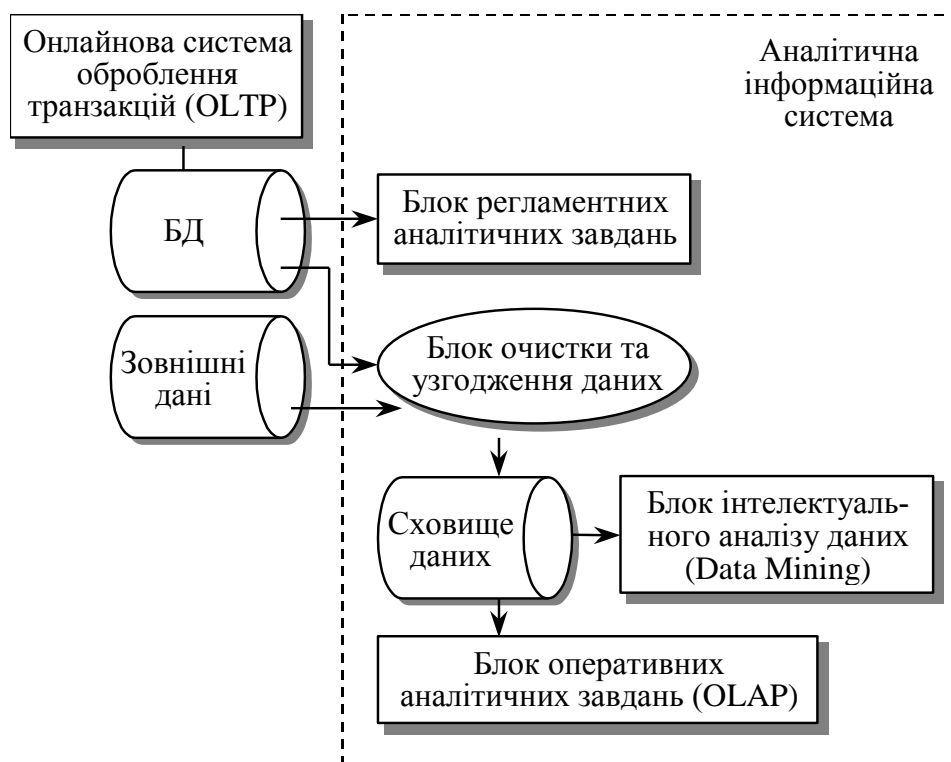 Онлайнова система
оброблення
транзакцій (OLTP)
Аналітична
інформаційна
система
БД
Блок регламентних
аналітичних завдань
Зовнішні
дані
Блок очистки та
узгодження даних
Сховище
даних
Блок інтелектуаль-
ного аналізу даних
(Data Mining)
Блок оперативних
аналітичних завдань (OLAP)